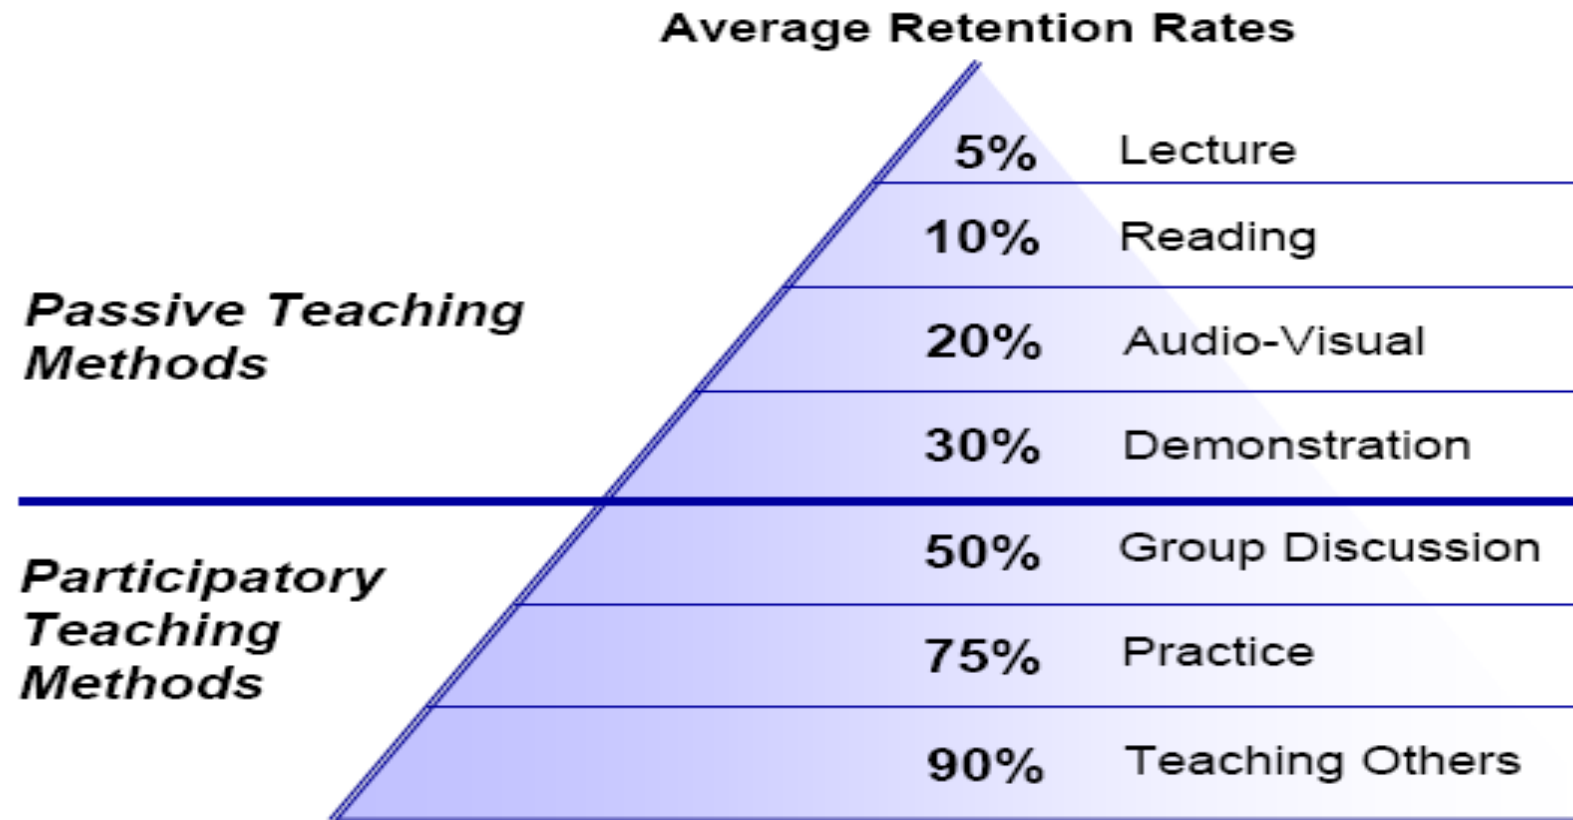 Average Retention Rates
5% Lecture
10% Reading
20% Audio-Visual
30% Demonstration
Passive Teaching
Methods
50% Group Discussion
75% Practice
90% Teaching Others
Participatory
Teaching
Methods